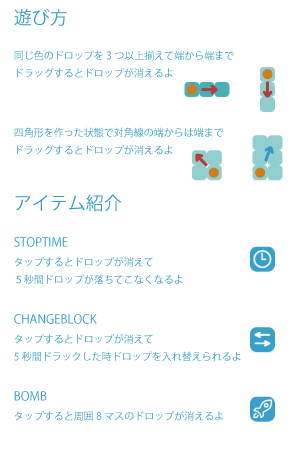 遊び方
同じ色のドロップを３つ以上揃えて端から端まで
ドラッグするとドロップが消えるよ
四角形を作った状態で対角線の端からは端まで
ドラッグするとドロップが消えるよ
アイテム紹介
STOPTIME
タップするとドロップが消えて
５秒間ドロップが落ちてこなくなるよ
CHANGEBLOCK
タップするとドロップが消えて
５秒間ドラックした時ドロップを入れ替えられるよ
BOMB
タップすると周囲８マスのドロップが消えるよ